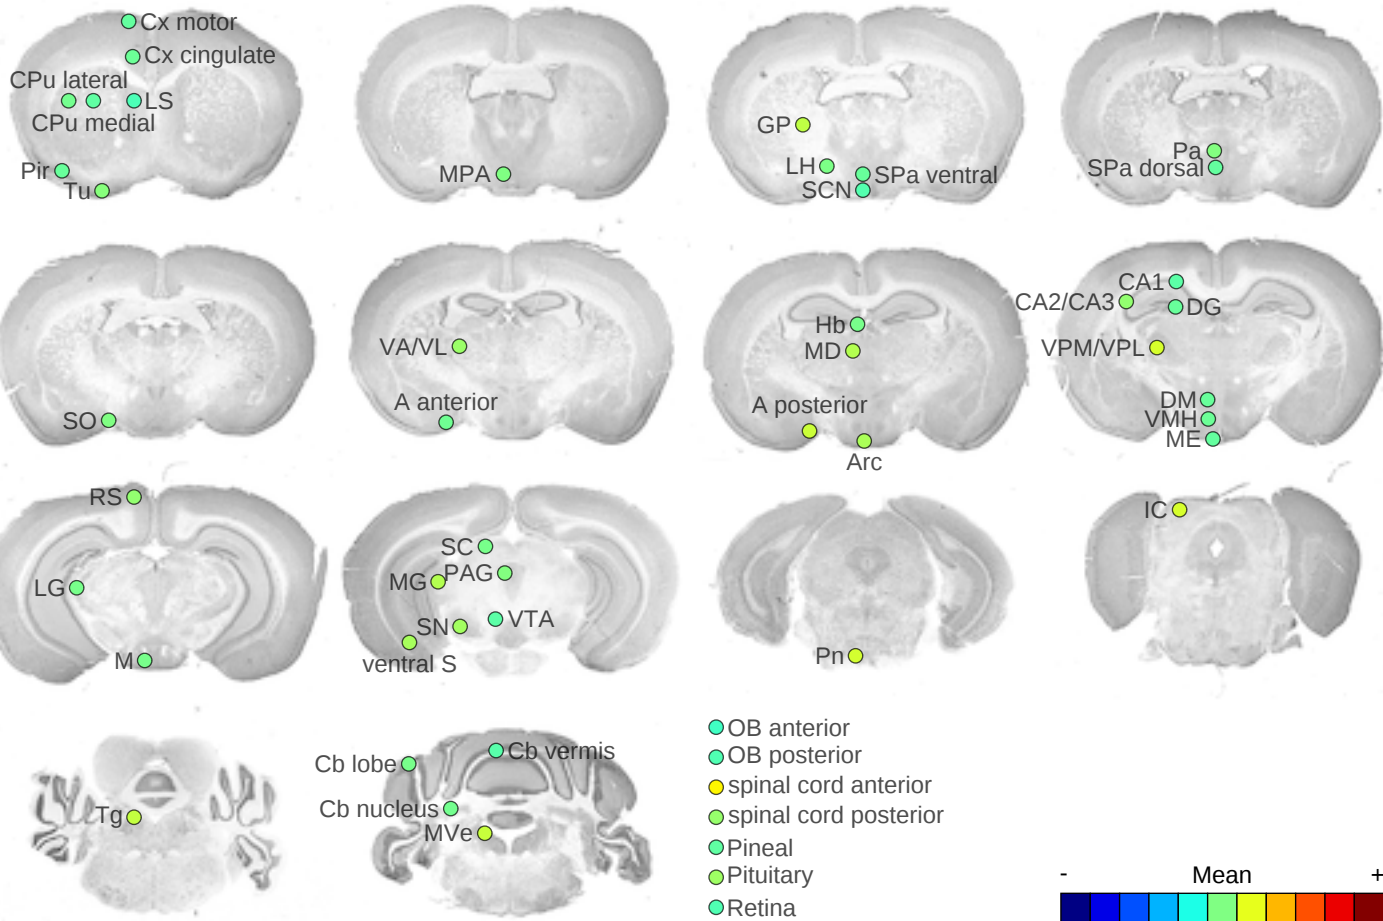 Cx motor
Cx cingulate
CPu lateral
LS
CPu medial
Pir
Tu
MPA
GP
LH
SPa ventral
SCN
Pa
SPa dorsal
SO
VA/VL
A anterior
Hb
MD
A posterior
Arc
CA1
CA2/CA3
DG
VPM/VPL
DM
VMH
ME
RS
LG
M
SC
PAG
MG
VTA
SN
ventral S
Pn
IC
Tg
Cb vermis
Cb lobe
Cb nucleus
MVe
OB anterior
OB posterior
spinal cord anterior
spinal cord posterior
Pineal
Pituitary
Retina
- Mean +